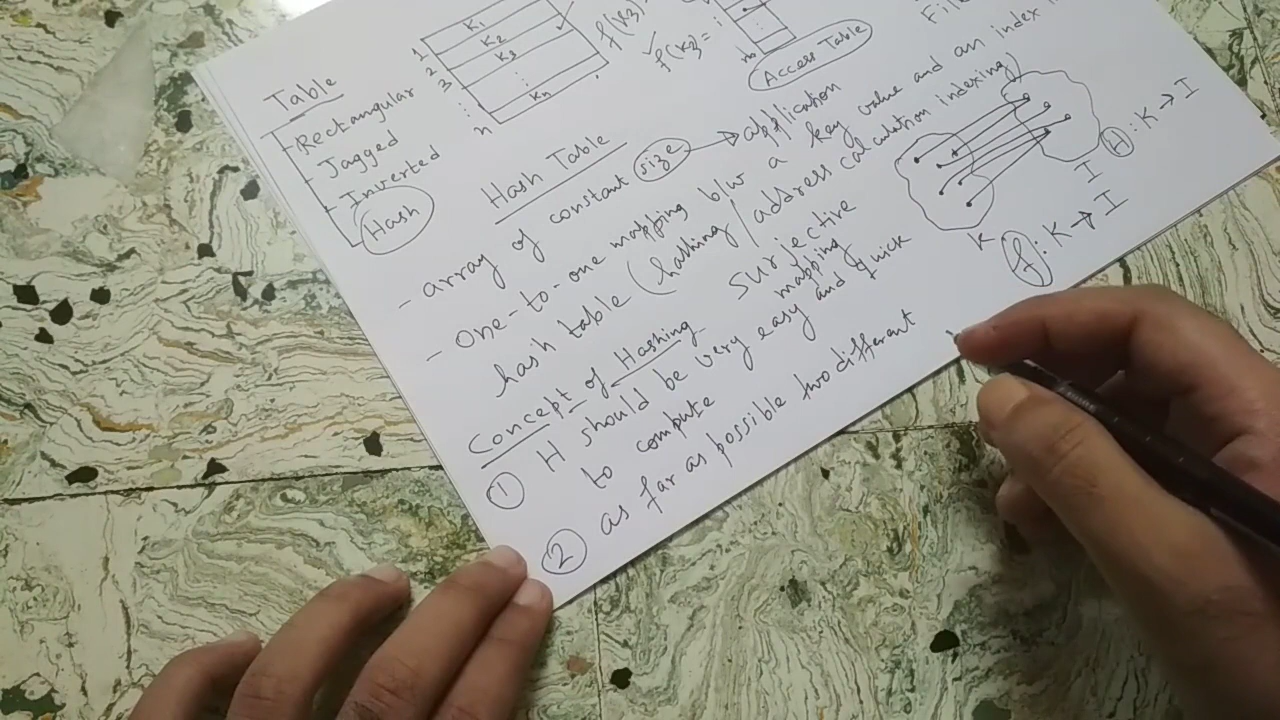 Table
Rectangular
Jagged
Inverted
Hash
1
2
3
n
K1
K2
K3
Kn
f(K3)
f(K3) =
Access Table
File
Hash Table
- array of constant size → application
- One-to-one mapping b/w a key value and an index
hash table (hashing / address calculation indexing)
surjective
mapping
K
I
H : K → I
f : K → I
Concept of Hashing
① H should be very easy and quick
to compute
② as far as possible two different